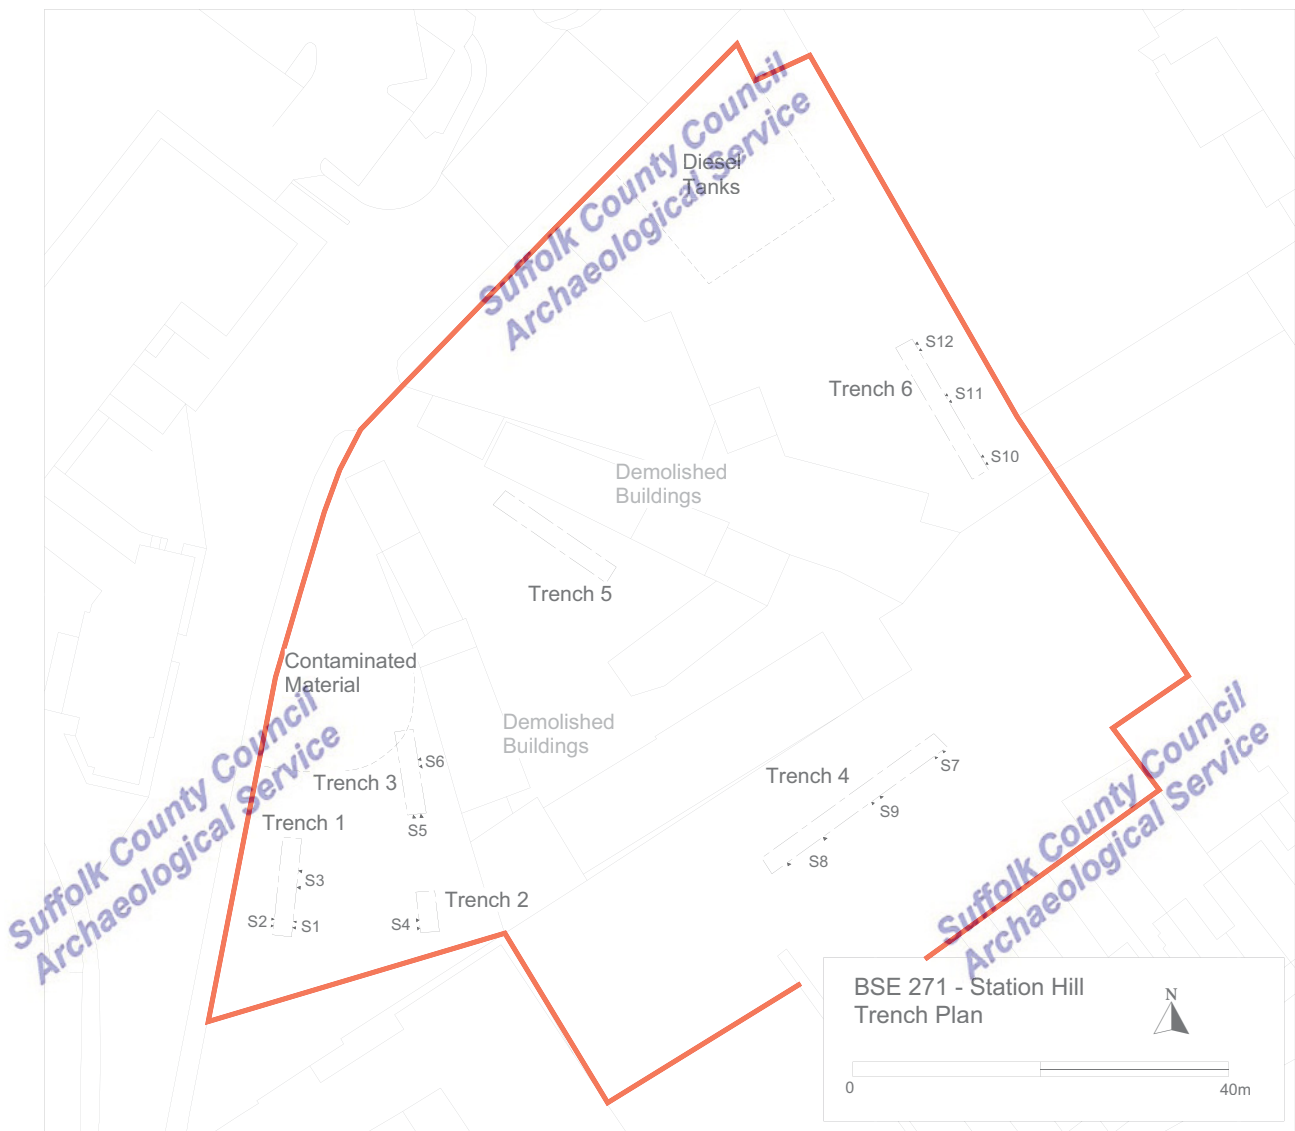 Suffolk County Council
Archaeological Service
Diesel
Tanks
S12
Trench 6
S11
S10
Demolished
Buildings
Trench 5
Contaminated
Material
Demolished
Buildings
Suffolk County Council
Archaeological Service
Suffolk County Council
Archaeological Service
S6
Trench 3
S5
Trench 1
S3
S2
S1
Trench 2
S4
Trench 4
S7
S9
S8
BSE 271 - Station Hill
Trench Plan
N
0
40m